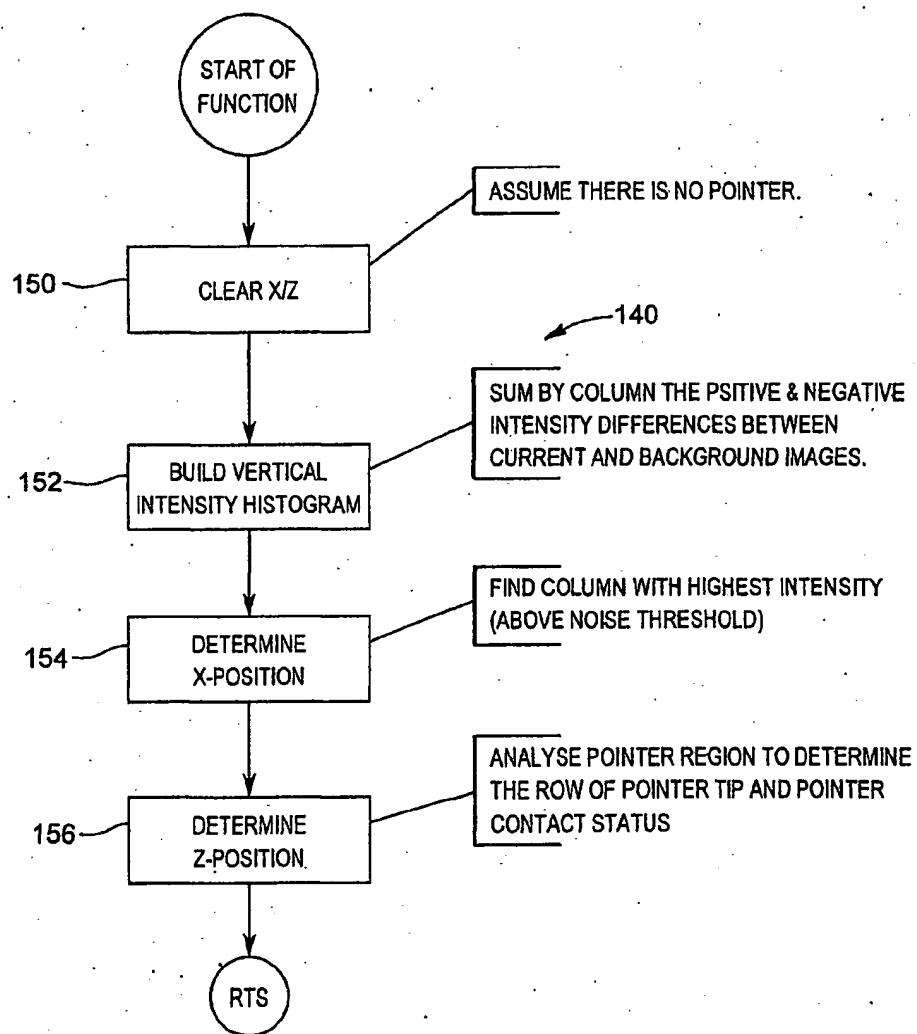 START OF
FUNCTION
ASSUME THERE IS NO POINTER.
150
CLEAR X/Z
140
SUM BY COLUMN THE PSITIVE & NEGATIVE
INTENSITY DIFFERENCES BETWEEN
CURRENT AND BACKGROUND IMAGES.
152
BUILD VERTICAL
INTENSITY HISTOGRAM
FIND COLUMN WITH HIGHEST INTENSITY
(ABOVE NOISE THRESHOLD)
154
DETERMINE
X-POSITION
ANALYSE POINTER REGION TO DETERMINE
THE ROW OF POINTER TIP AND POINTER
CONTACT STATUS
156
DETERMINE
Z-POSITION
RTS